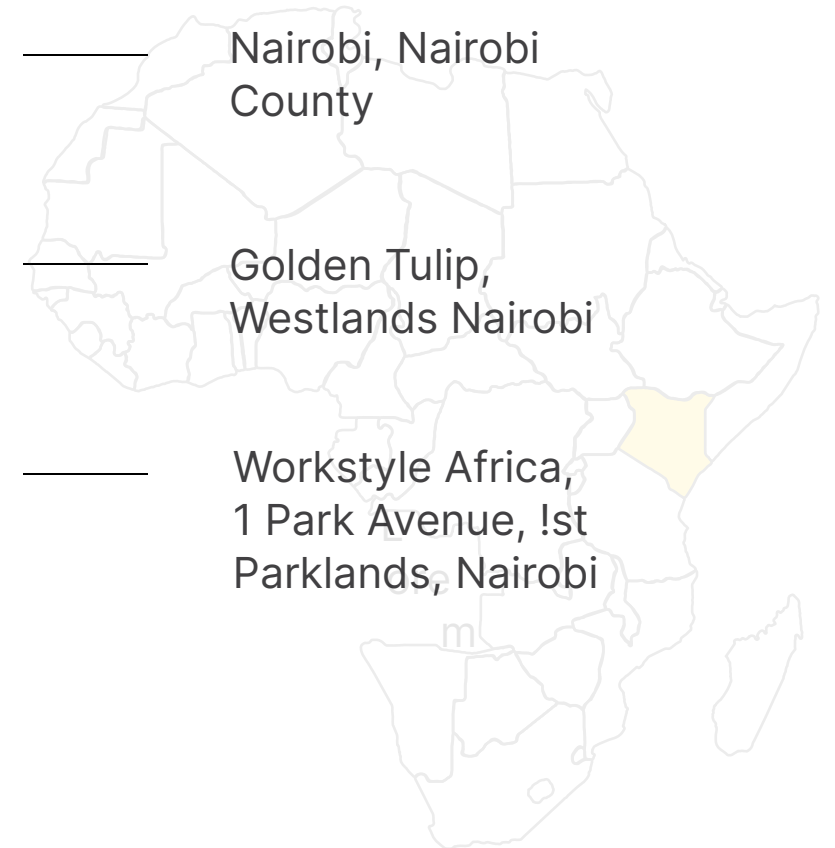 Nairobi, Nairobi
County
Golden Tulip,
Westlands Nairobi
Workstyle Africa,
1 Park Avenue, !st
Parklands, Nairobi
m